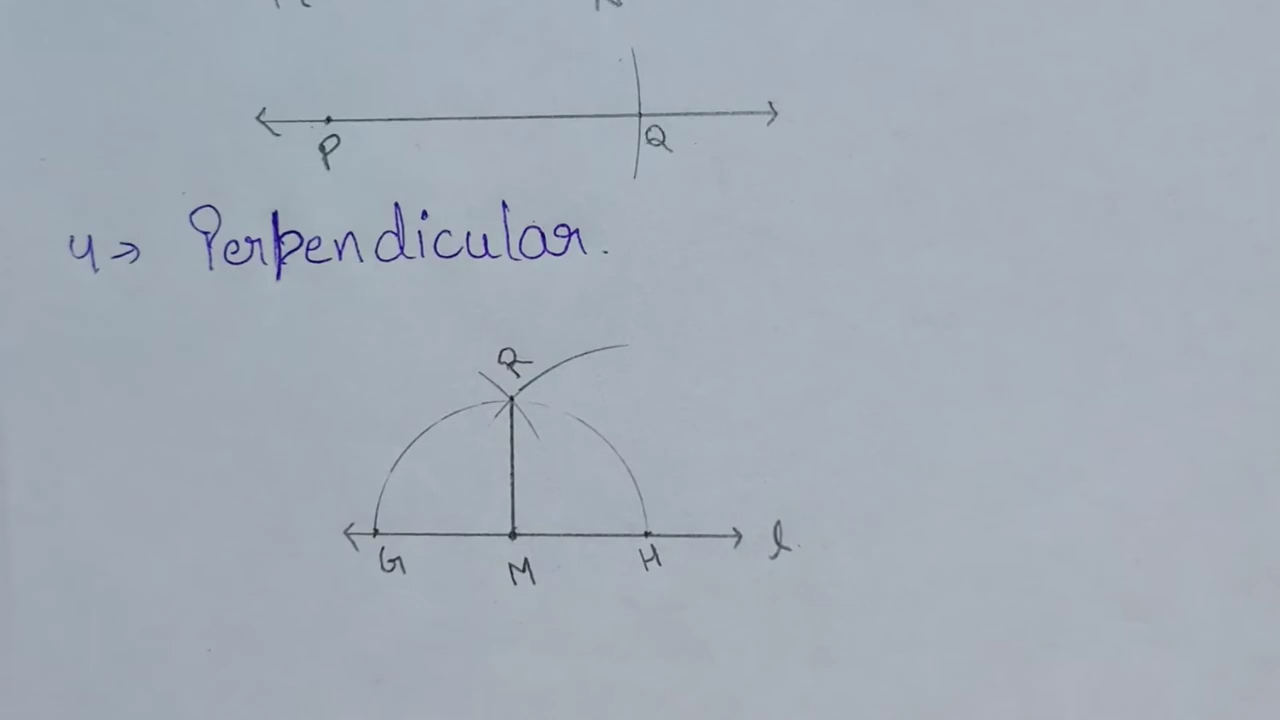 P Q
4⇒ Perpendicular.
R
G M H l